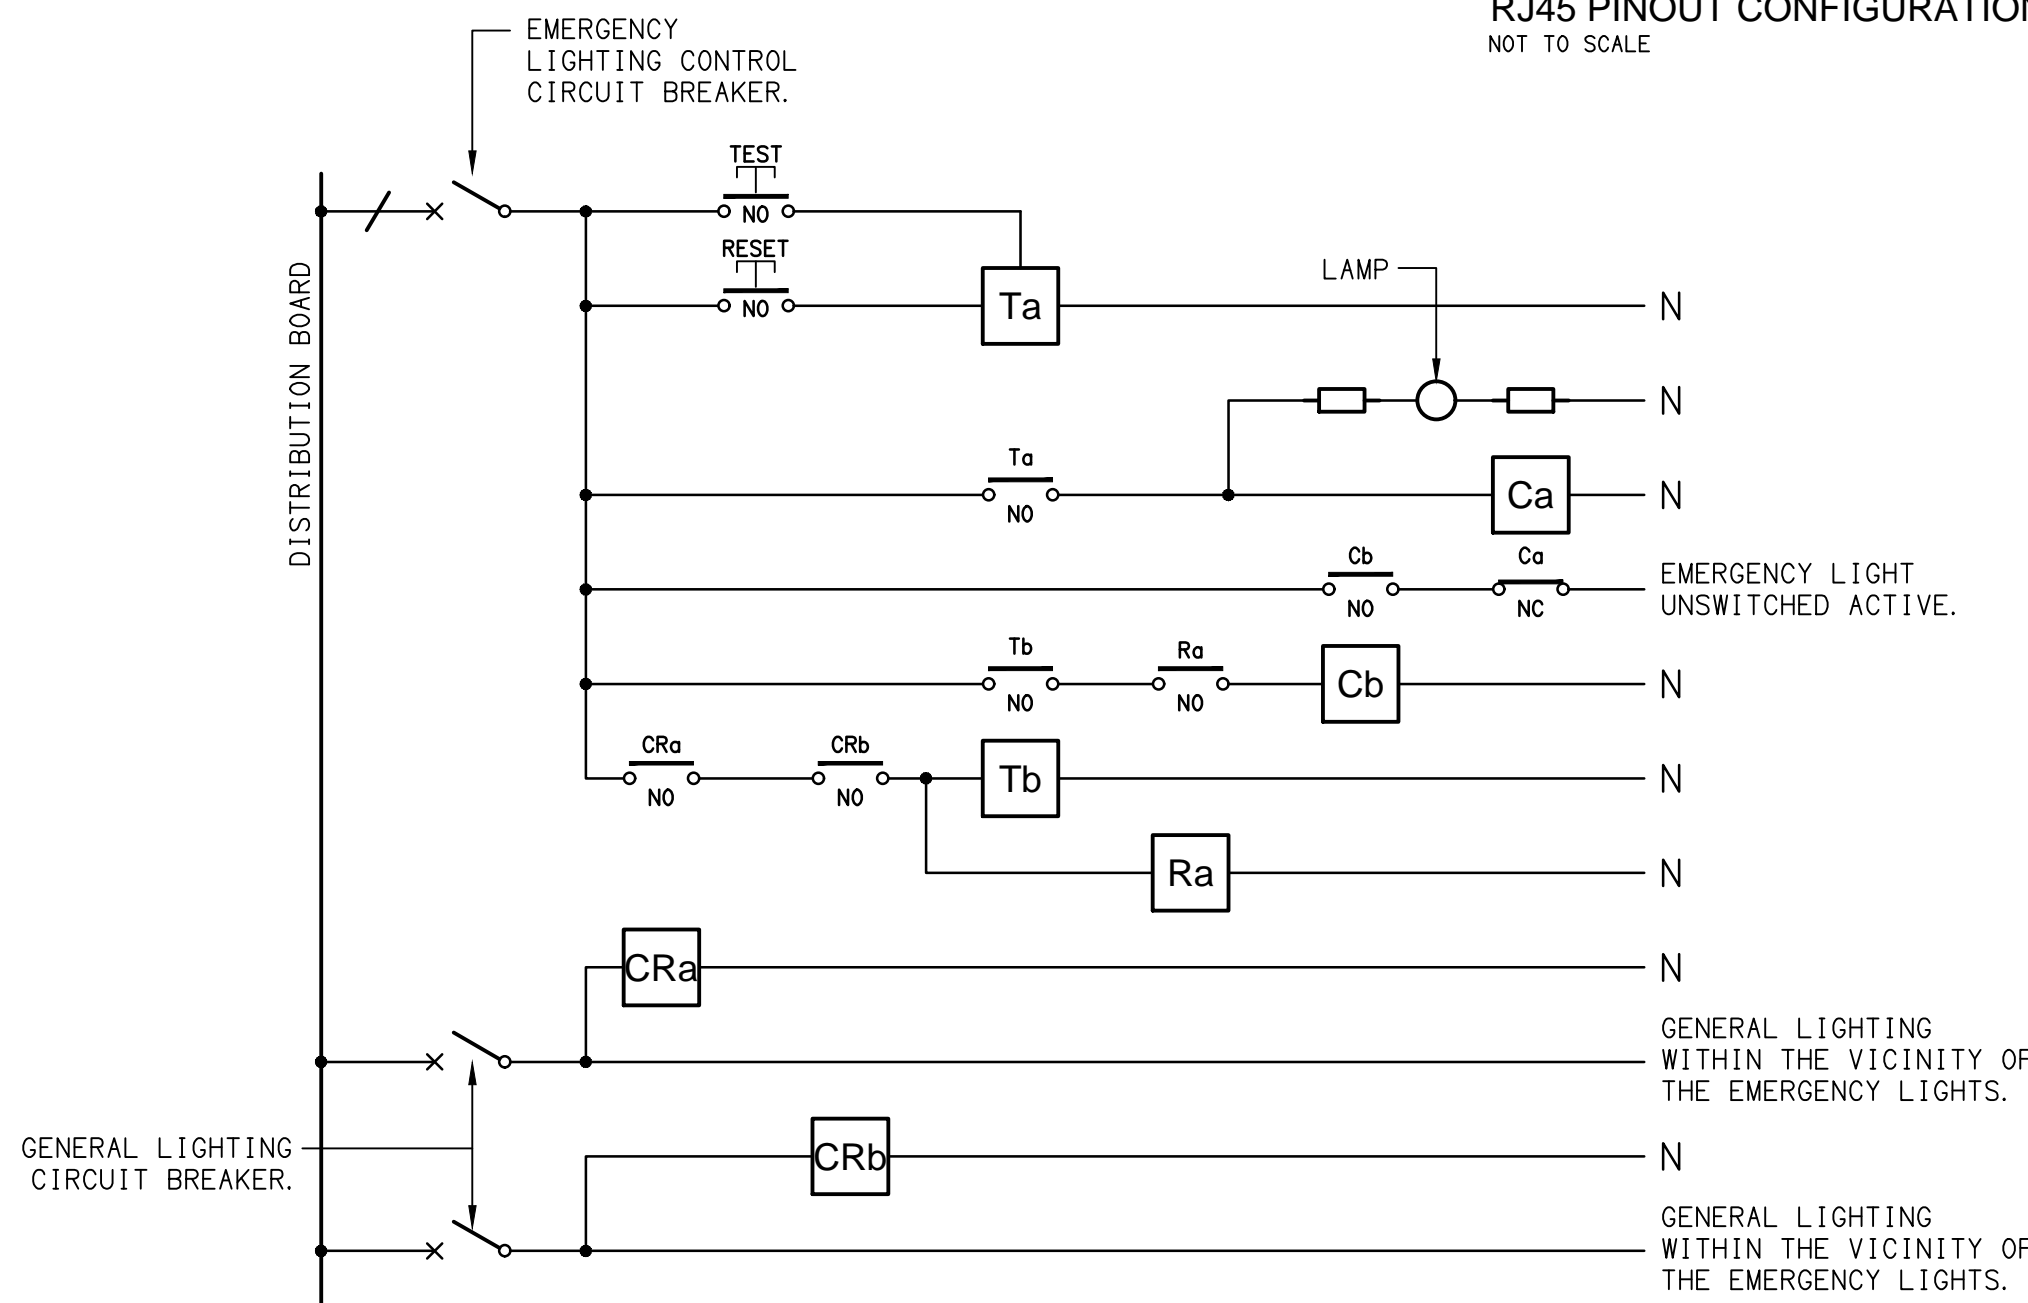 RJ45 PINOUT CONFIGURATION
NOT TO SCALE
EMERGENCY
LIGHTING CONTROL
CIRCUIT BREAKER.
TEST
NO
RESET
NO
Ta
N
LAMP
N
DISTRIBUTION BOARD
Ta
NO
Ca
N
Cb
NO
Ca
NC
EMERGENCY LIGHT
UNSWITCHED ACTIVE.
Tb
NO
Ra
NO
Cb
N
CRa
NO
CRb
NO
Tb
N
Ra
N
CRa
N
GENERAL LIGHTING
WITHIN THE VICINITY OF
THE EMERGENCY LIGHTS.
GENERAL LIGHTING
CIRCUIT BREAKER.
CRb
N
GENERAL LIGHTING
WITHIN THE VICINITY OF
THE EMERGENCY LIGHTS.